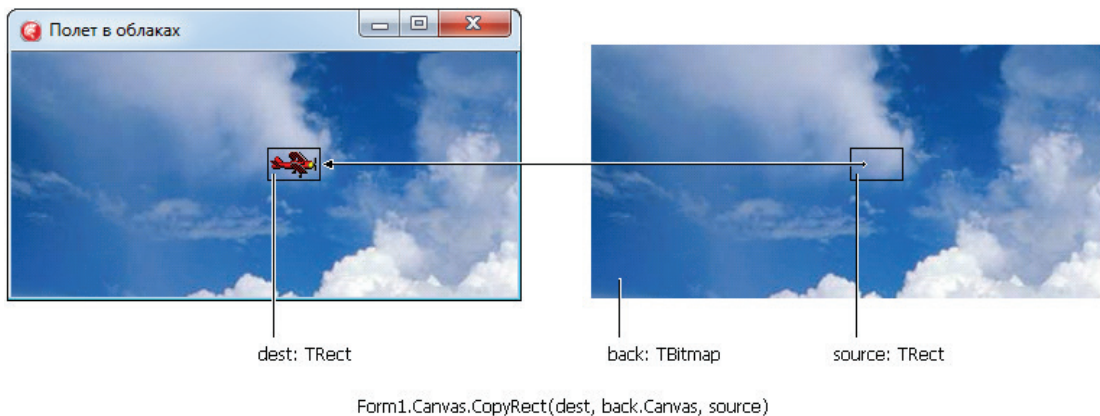 Полет в облаках
dest: TRect
back: TBitmap
source: TRect
Form1.Canvas.CopyRect(dest, back.Canvas, source)